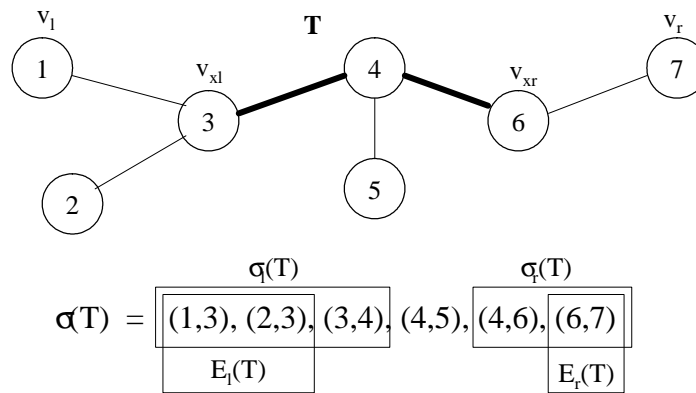 v_l T v_r
1 v_xl 4 v_xr 7
3 6
2 5
σ_l(T) σ_r(T)
σ(T) = (1,3), (2,3), (3,4), (4,5), (4,6), (6,7)
E_l(T) E_r(T)